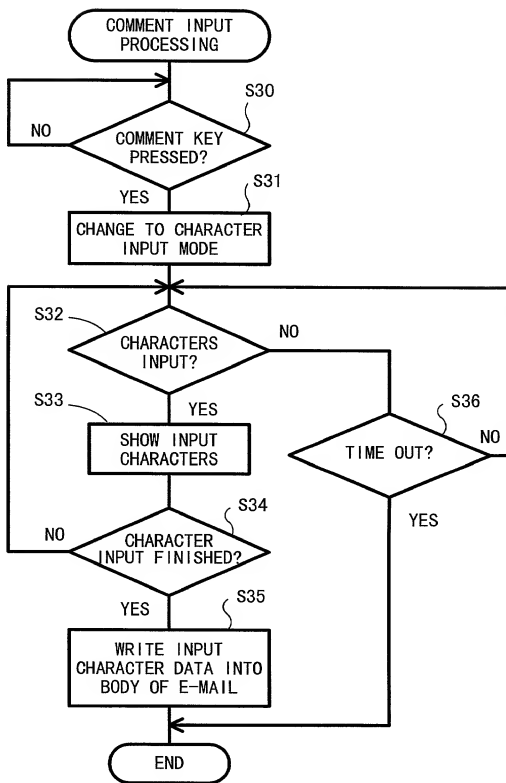 COMMENT INPUT
PROCESSING
S30
NO
COMMENT KEY
PRESSED?
YES
S31
CHANGE TO CHARACTER
INPUT MODE
S32
NO
CHARACTERS
INPUT?
S33
YES
S36
SHOW INPUT
CHARACTERS
TIME OUT?
NO
S34
YES
NO
CHARACTER
INPUT FINISHED?
YES
S35
WRITE INPUT
CHARACTER DATA INTO
BODY OF E-MAIL
END